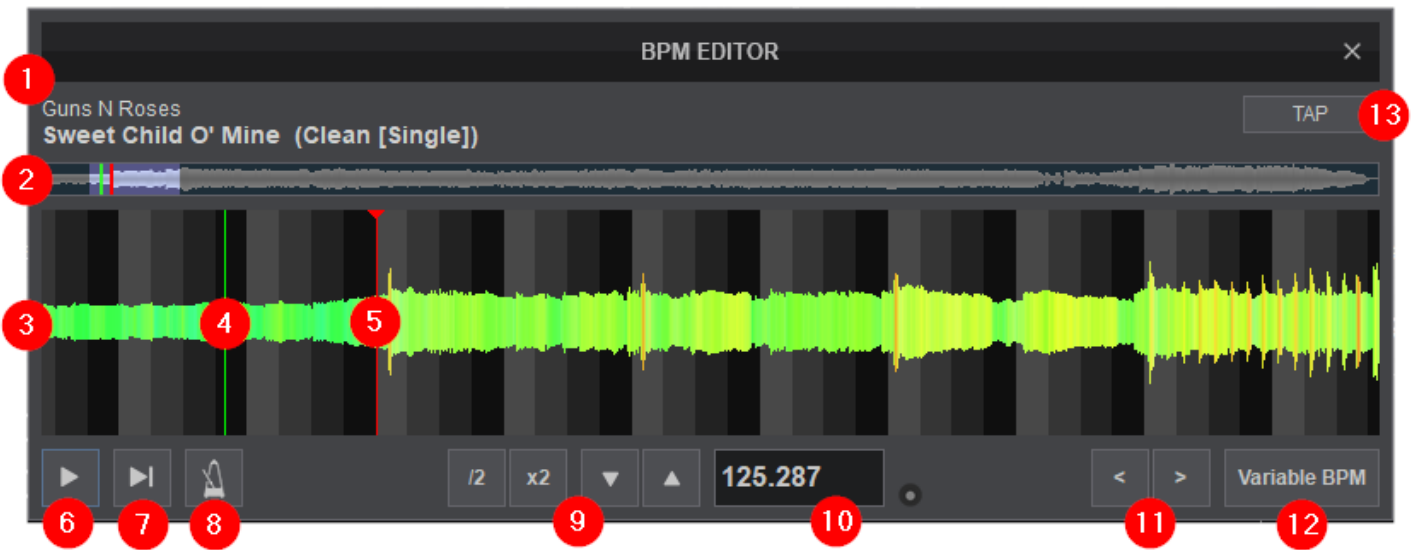 BPM EDITOR ×
1
Guns N Roses
TAP 13
Sweet Child O' Mine (Clean [Single])
2
3 4 5
/2 x2 125.287 < > Variable BPM
6 7 8 9 10 11 12